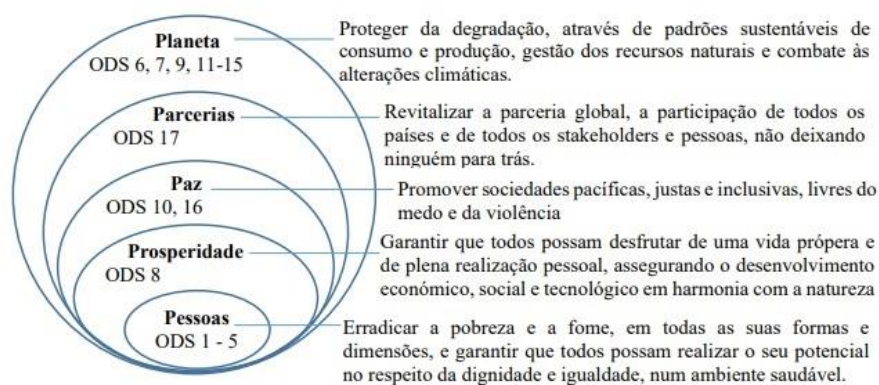 Planeta
ODS 6, 7, 9, 11-15
Proteger da degradação, através de padrões sustentáveis de
consumo e produção, gestão dos recursos naturais e combate às
alterações climáticas.
Parcerias
ODS 17
Revitalizar a parceria global, a participação de todos os
países e de todos os stakeholders e pessoas, não deixando
ninguém para trás.
Paz
ODS 10, 16
Promover sociedades pacíficas, justas e inclusivas, livres do
medo e da violência
Prosperidade
ODS 8
Garantir que todos possam desfrutar de uma vida própera e
de plena realização pessoal, assegurando o desenvolvimento
económico, social e tecnológico em harmonia com a natureza
Pessoas
ODS 1 - 5
Erradicar a pobreza e a fome, em todas as suas formas e
dimensões, e garantir que todos possam realizar o seu potencial
no respeito da dignidade e igualdade, num ambiente saudável.